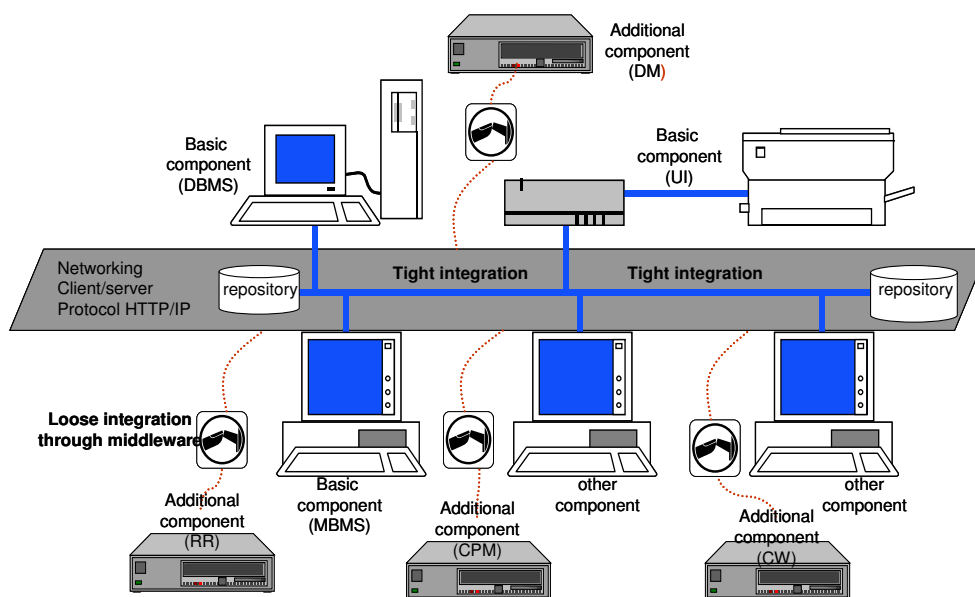 Additional
component
(DM)
Basic
component
(DBMS)
Basic
component
(UI)
Networking
Client/server
Protocol HTTP/IP
repository
Tight integration
Tight integration
repository
Loose integration
through middleware
Basic
component
(MBMS)
other
component
other
component
Additional
component
(RR)
Additional
component
(CPM)
Additional
component
(CW)